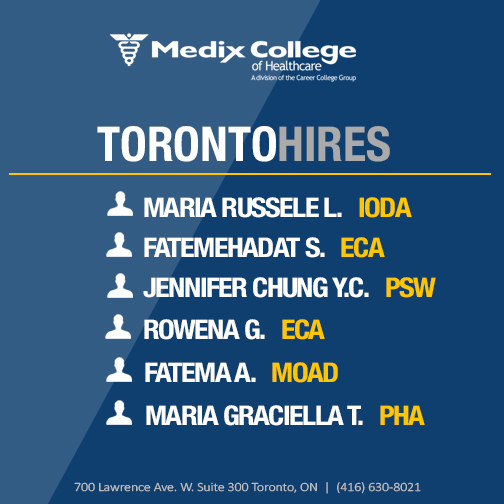 Medix College
of Healthcare
A division of the Career College Group
TORONTOHIRES
MARIA RUSSELE L. IODA
FATEMEHADAT S. ECA
JENNIFER CHUNG Y.C. PSW
ROWENA G. ECA
FATEMA A. MOAD
MARIA GRACIELLA T. PHA
700 Lawrence Ave. W. Suite 300 Toronto, ON | (416) 630-8021